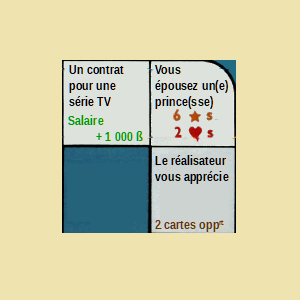 Un contrat
pour une
série TV
Salaire
+ 1 000 ß
Vous
épousez un(e)
prince(sse)
6 ★ s
2 ♥ s
Le réalisateur
vous apprécie
2 cartes oppᵗᵉ